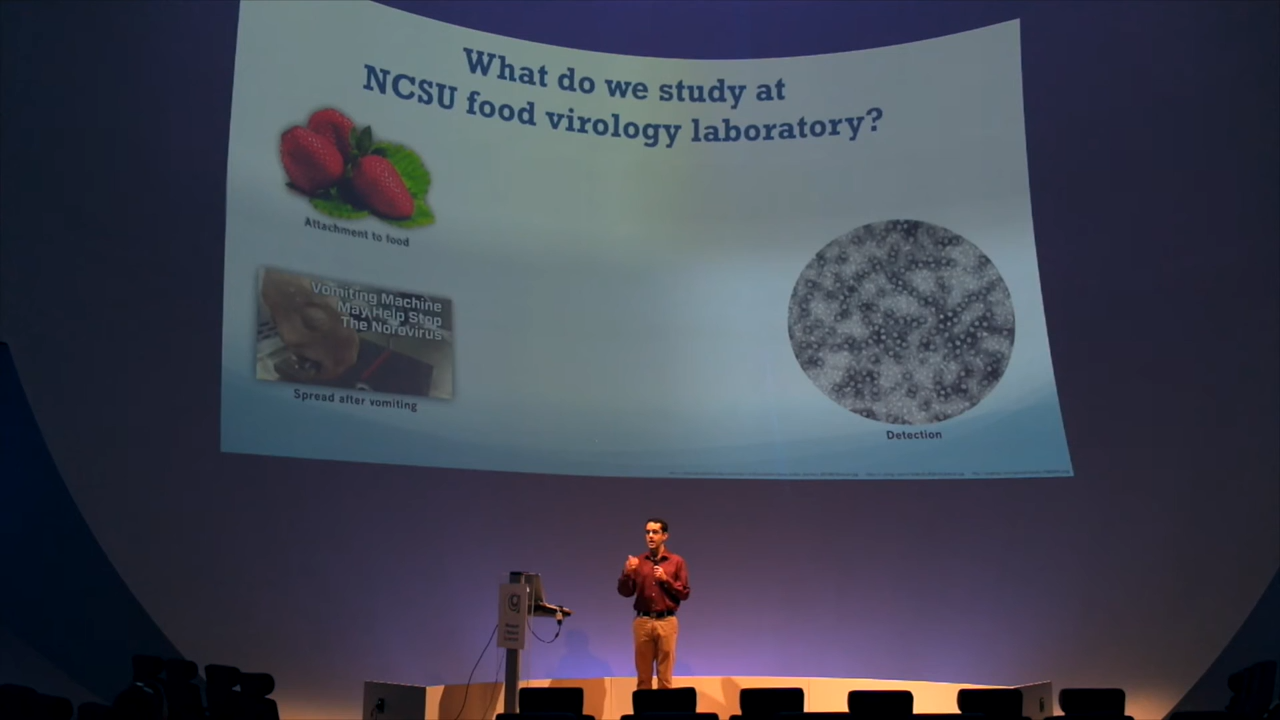 What do we study at
NCSU food virology laboratory?
Attachment to food
Vomiting Machine
May Help Stop
The Norovirus
Spread after vomiting
Detection